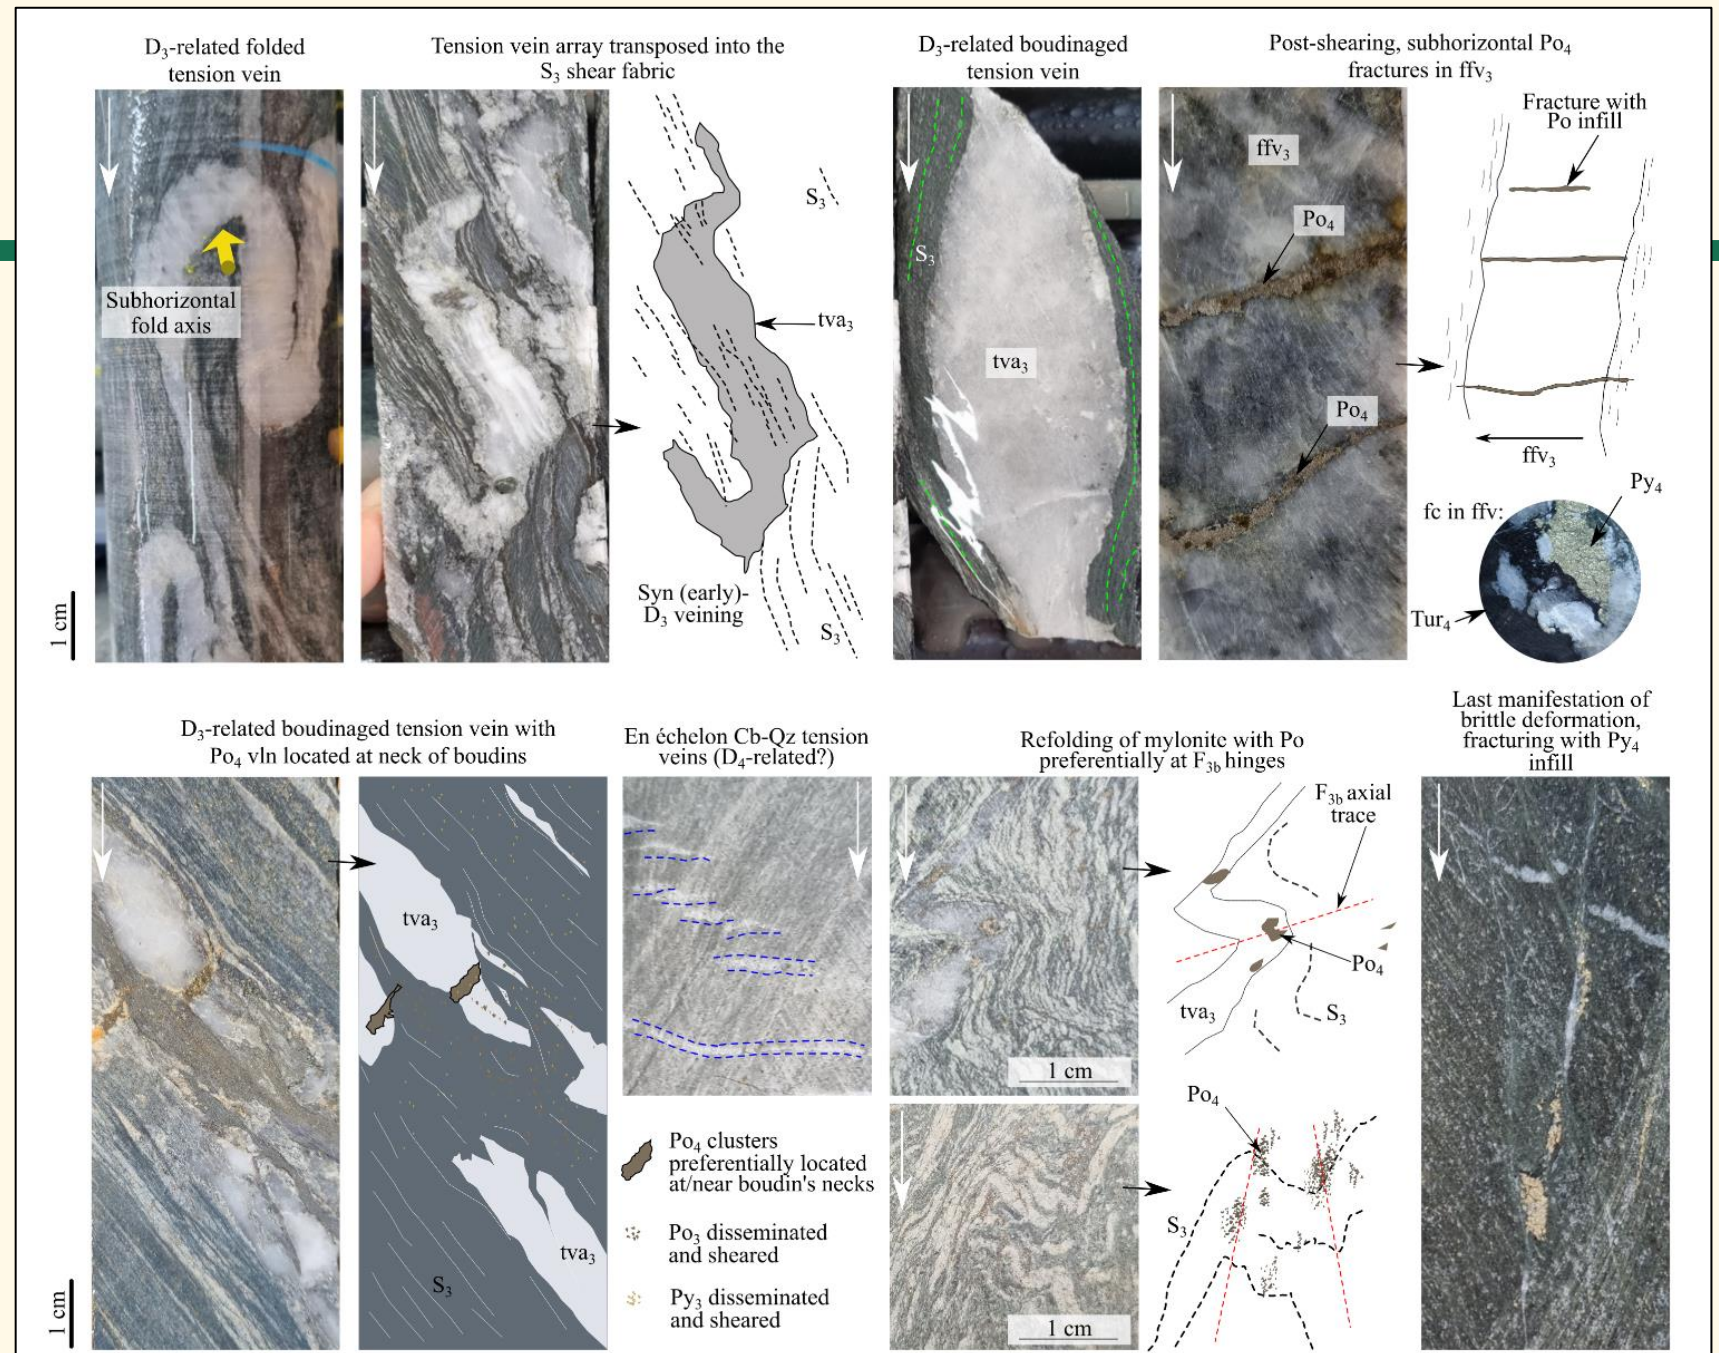 D₃-related folded
tension vein
Subhorizontal
fold axis
1 cm
Tension vein array transposed into the
S₃ shear fabric
S₃
tva₃
Syn (early)-
D₃ veining
S₃
D₃-related boudinaged
tension vein
S₃
tva₃
Post-shearing, subhorizontal Po₄
fractures in ffv₃
ffv₃
Po₄
Po₄
Fracture with
Po infill
ffv₃
fc in ffv:
Py₄
Tur₄
D₃-related boudinaged tension vein with
Po₄ vln located at neck of boudins
tva₃
tva₃
S₃
1 cm
En échelon Cb-Qz tension
veins (D₄-related?)
Po₄ clusters
preferentially located
at/near boudin's necks
Po₃ disseminated
and sheared
Py₃ disseminated
and sheared
Refolding of mylonite with Po
preferentially at F₃b hinges
1 cm
F₃b axial
trace
Po₄
tva₃
S₃
1 cm
Po₄
S₃
Last manifestation of
brittle deformation,
fracturing with Py₄
infill